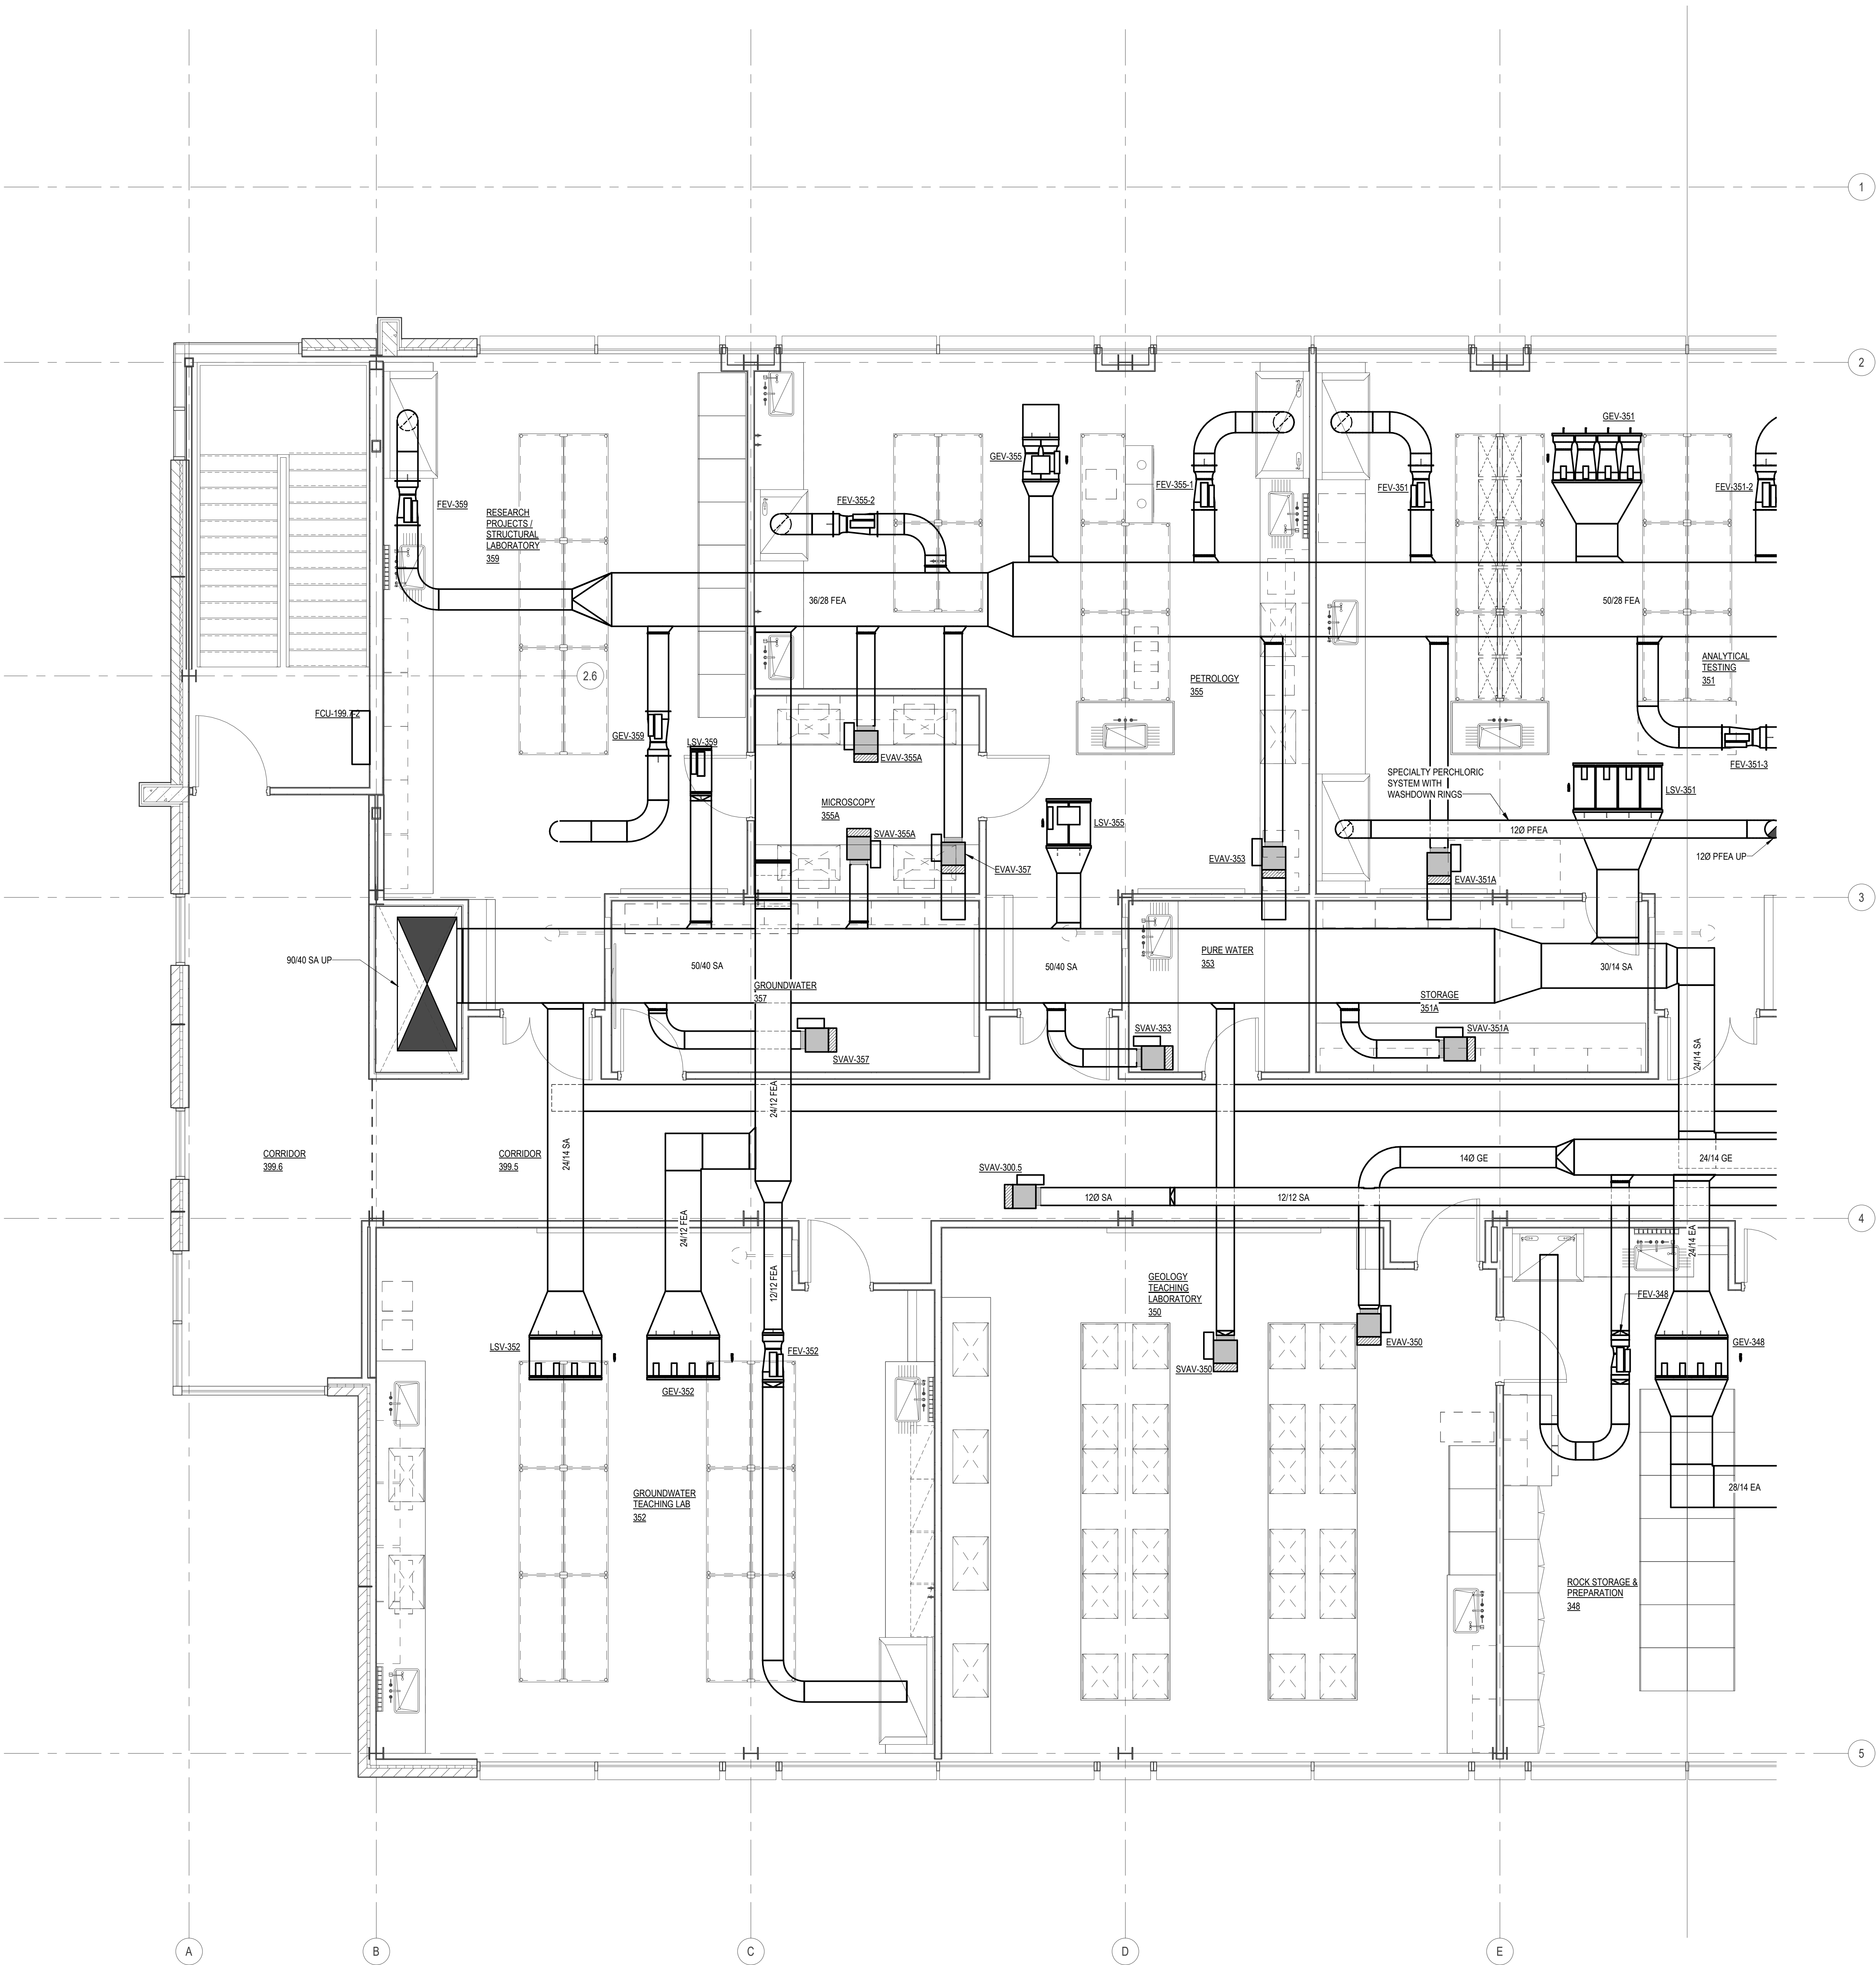 1
2
FEV-359
RESEARCH
PROJECTS /
STRUCTURAL
LABORATORY
359
FEV-355-2
GEV-355
FEV-355-1
FEV-351
GEV-351
FEV-351-2
36/28 FEA
50/28 FEA
2.6
FCU-199.7-2
GEV-359
LSV-359
EVAV-355A
PETROLOGY
355
ANALYTICAL
TESTING
351
FEV-351-3
MICROSCOPY
355A
SVAV-355A
EVAV-357
LSV-355
EVAV-353
SPECIALTY PERCHLORIC
SYSTEM WITH
WASHDOWN RINGS
LSV-351
12Ø PFEA
12Ø PFEA UP
EVAV-351A
3
90/40 SA UP
50/40 SA
GROUNDWATER
357
50/40 SA
PURE WATER
353
30/14 SA
STORAGE
351A
SVAV-357
SVAV-353
SVAV-351A
24/14 SA
24/12 FEA
CORRIDOR
399.6
CORRIDOR
399.5
24/14 SA
SVAV-300.5
14Ø GE
24/14 GE
12Ø SA
12/12 SA
4
24/12 FEA
12/12 FEA
24/14 EA
GEOLOGY
TEACHING
LABORATORY
350
LSV-352
GEV-352
FEV-352
SVAV-350
EVAV-350
FEV-348
GEV-348
GROUNDWATER
TEACHING LAB
352
28/14 EA
ROCK STORAGE &
PREPARATION
348
5
A
B
C
D
E